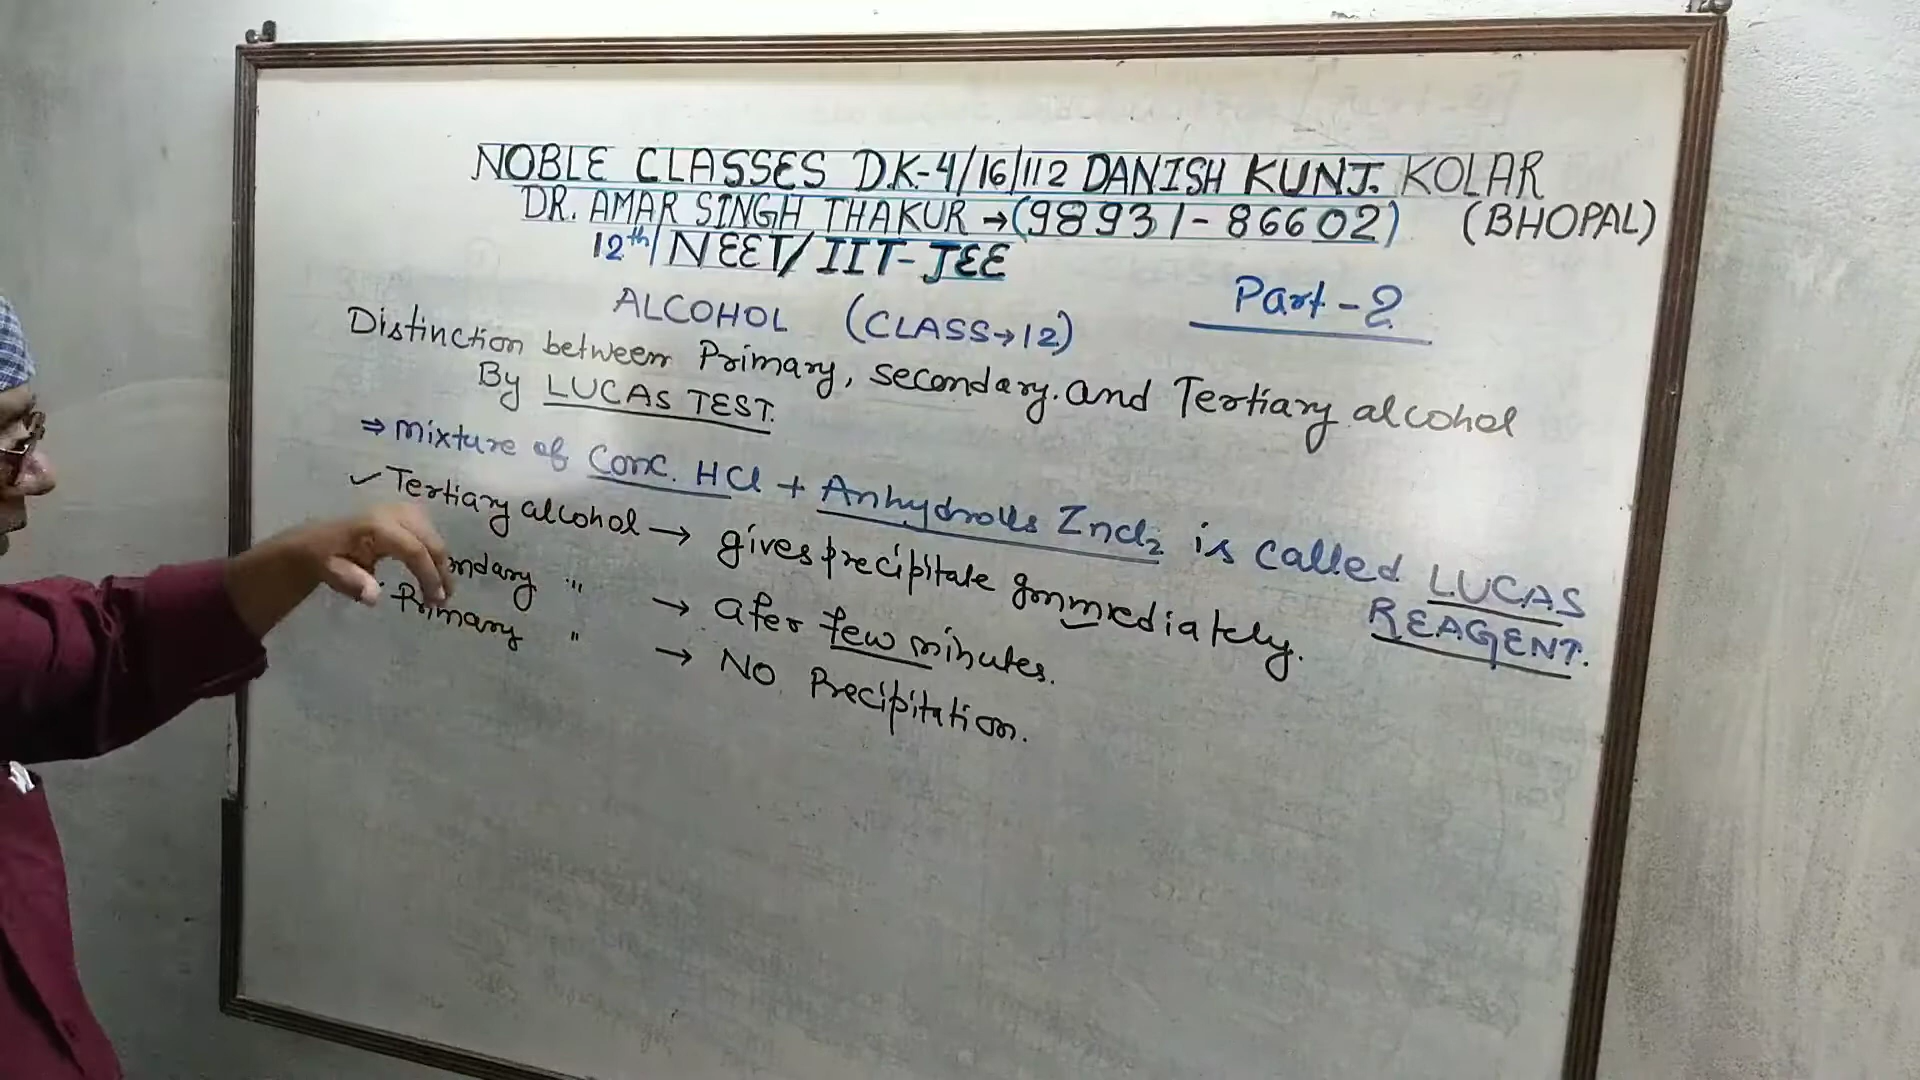 NOBLE CLASSES D.K-4/16/112 DANISH KUNJ. KOLAR
DR. AMAR SINGH THAKUR → (98931-86602) (BHOPAL)
12th/NEET/IIT-JEE
Part-2
ALCOHOL (CLASS→12)
Distinction between Primary, secondary. and Tertiary alcohol
By LUCAS TEST.
⇒ Mixture of Conc. HCl + Anhydrous ZnCl2 is called LUCAS
REAGENT.
✓ Tertiary alcohol → gives precipitate Immediately.
ndary " → afer few minutes.
Primary " → NO Precipitation.